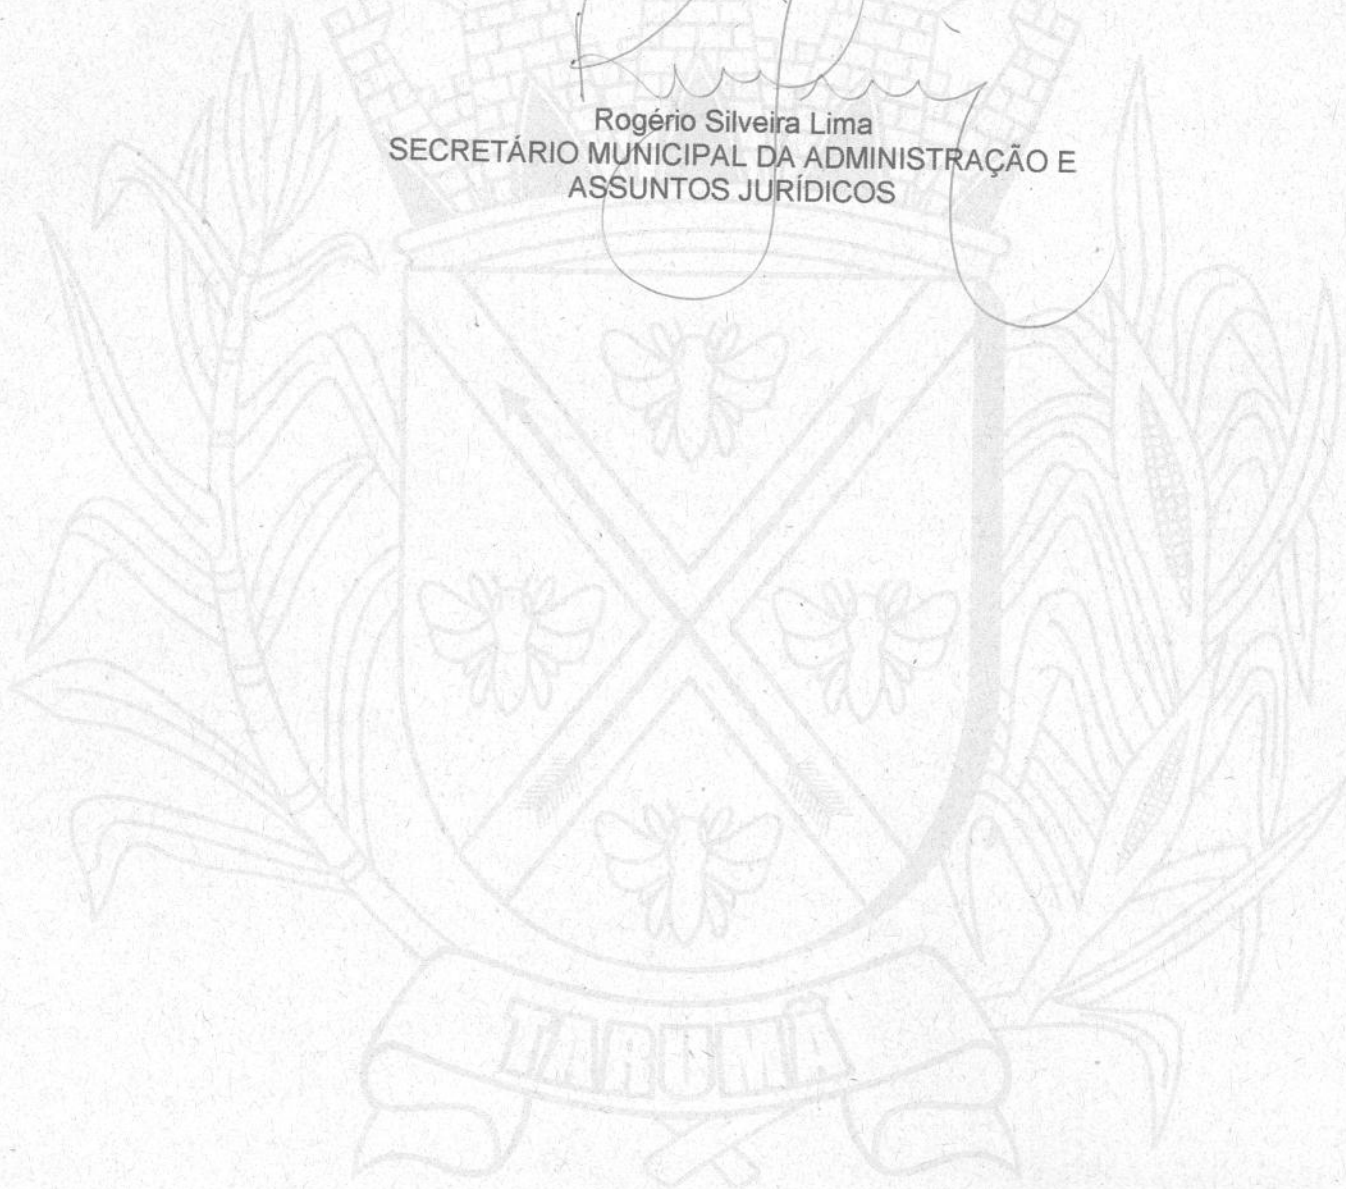 Rogério Silveira Lima
SECRETÁRIO MUNICIPAL DA ADMINISTRAÇÃO E
ASSUNTOS JURÍDICOS
TARUMÃ